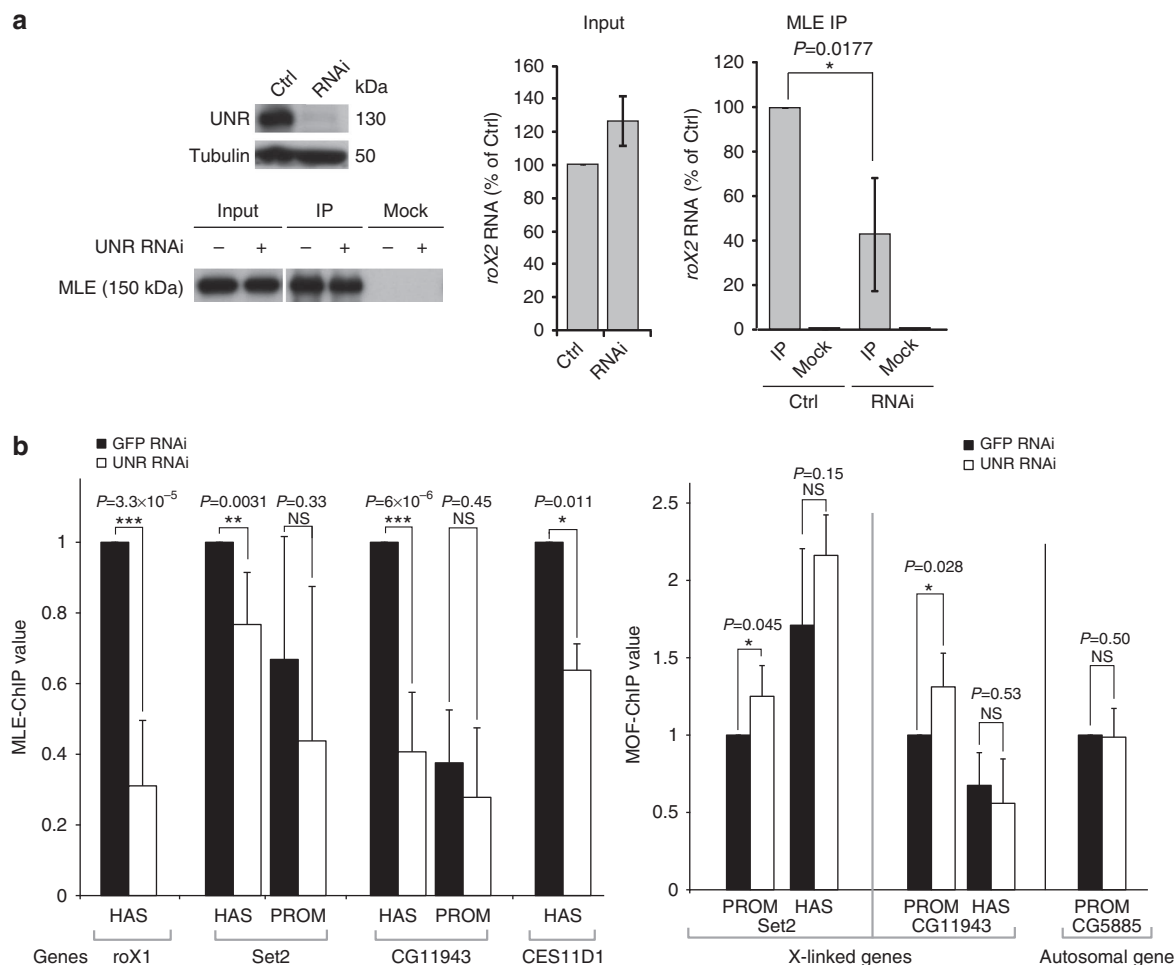 a
Ctrl
RNAi
kDa
UNR
130
Tubulin
50
Input
IP
Mock
UNR RNAi
– + – + – +
MLE (150 kDa)
Input
roX2 RNA (% of Ctrl)
160
140
120
100
80
60
40
20
0
Ctrl
RNAi
MLE IP
P=0.0177
*
roX2 RNA (% of Ctrl)
120
100
80
60
40
20
0
IP
Mock
IP
Mock
Ctrl
RNAi
b
GFP RNAi
UNR RNAi
P=3.3×10⁻⁵
***
P=0.0031
**
P=0.33
NS
P=6×10⁻⁶
***
P=0.45
NS
P=0.011
*
MLE-ChIP value
1
0.8
0.6
0.4
0.2
0
HAS
HAS
PROM
HAS
PROM
HAS
Genes
roX1
Set2
CG11943
CES11D1
GFP RNAi
UNR RNAi
P=0.15
NS
P=0.045
*
P=0.028
*
P=0.53
NS
P=0.50
NS
MOF-ChIP value
2.5
2
1.5
1
0.5
0
PROM HAS
Set2
PROM HAS
CG11943
PROM
CG5885
X-linked genes
Autosomal gene